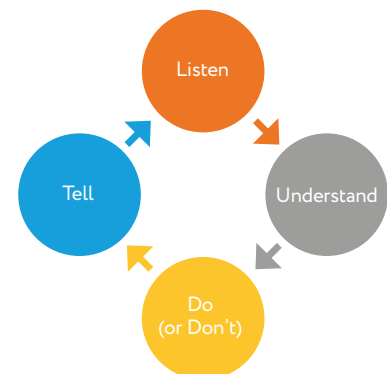 Listen
Understand
Do
(or Don't)
Tell